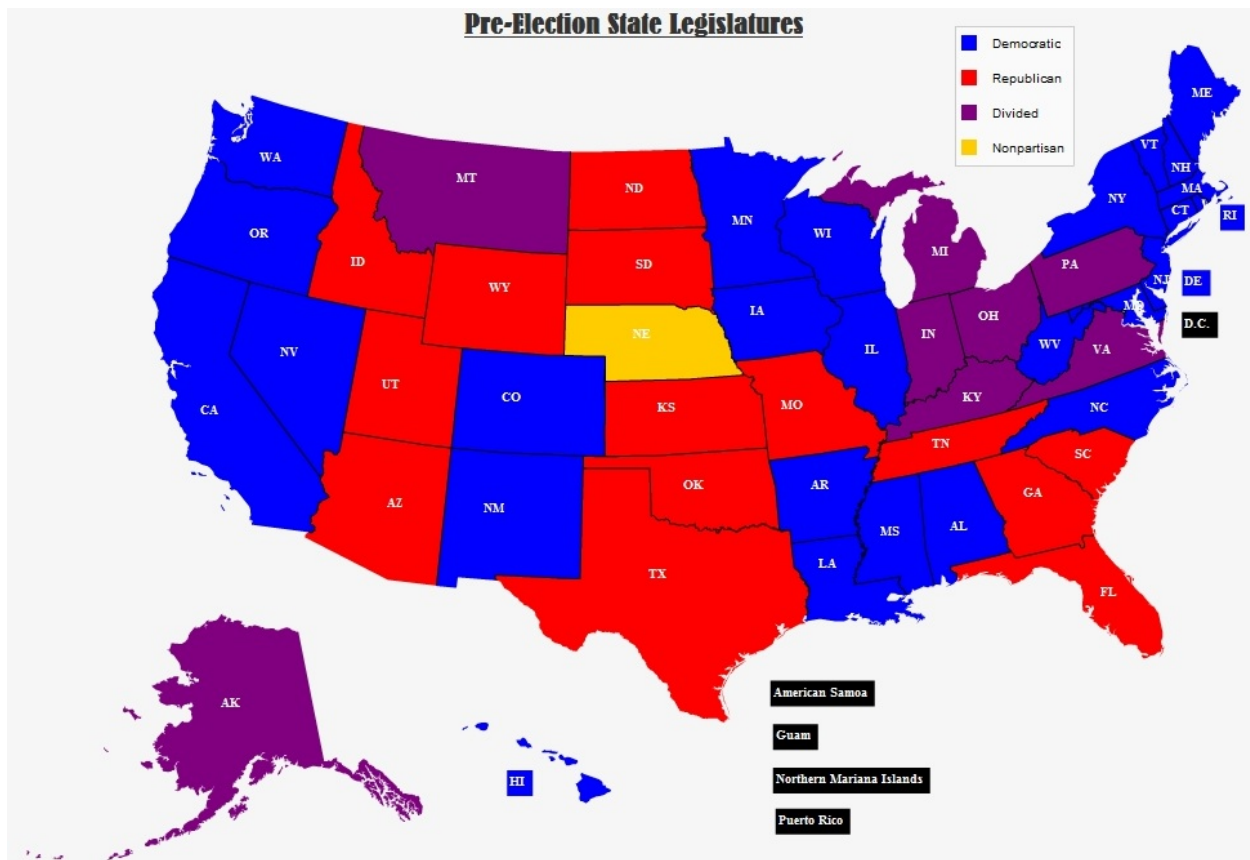 Pre-Election State Legislatures
Democratic
Republican
Divided
Nonpartisan
ME
WA
MT
ND
VT
NH
MN
NY
MA
OR
WI
CT
RI
ID
SD
MI
PA
WY
NJ
DE
IA
MD
NE
OH
D.C.
NV
IN
IL
WV
VA
UT
CO
KY
CA
KS
MO
NC
TN
SC
AZ
NM
OK
AR
GA
MS
AL
TX
LA
FL
AK
HI
American Samoa
Guam
Northern Mariana Islands
Puerto Rico